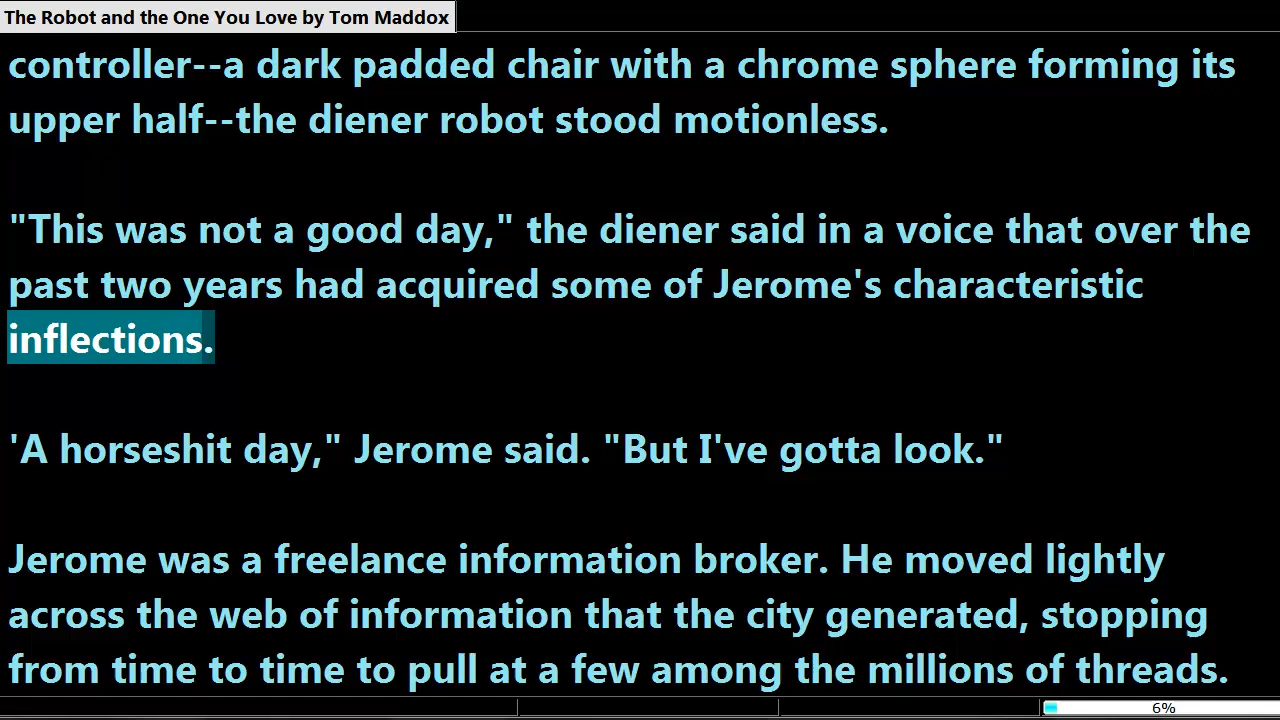 The Robot and the One You Love by Tom Maddox
controller--a dark padded chair with a chrome sphere forming its
upper half--the diener robot stood motionless.
"This was not a good day," the diener said in a voice that over the
past two years had acquired some of Jerome's characteristic
inflections.
'A horseshit day," Jerome said. "But I've gotta look."
Jerome was a freelance information broker. He moved lightly
across the web of information that the city generated, stopping
from time to time to pull at a few among the millions of threads.
6%